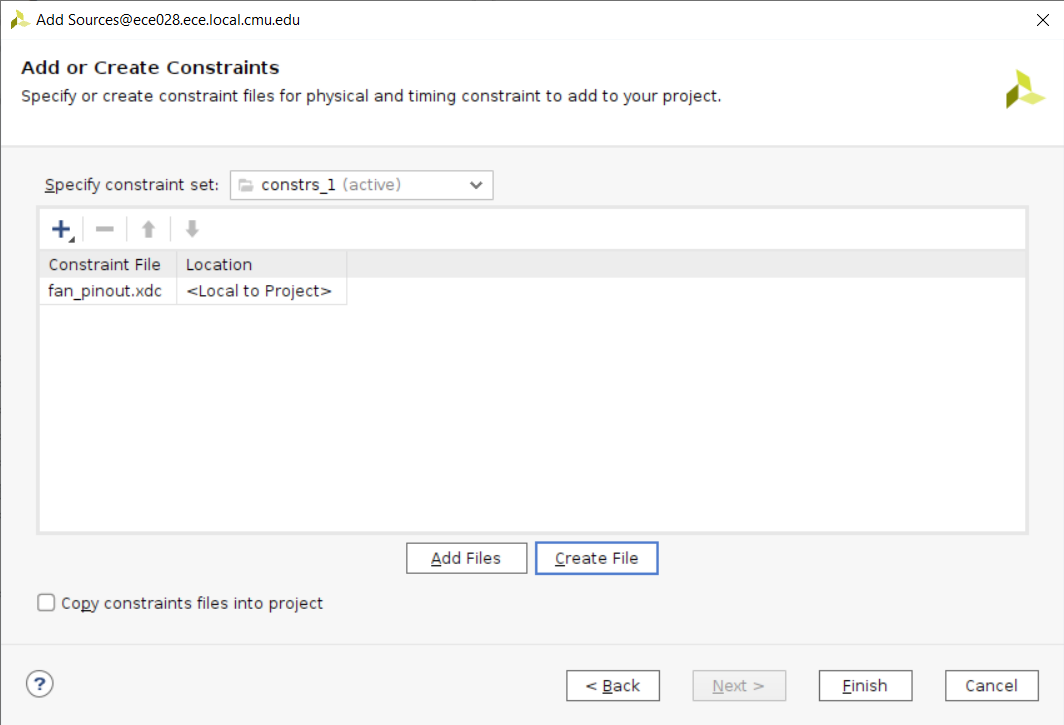 Add Sources@ece028.ece.local.cmu.edu
Add or Create Constraints
Specify or create constraint files for physical and timing constraint to add to your project.
Specify constraint set: constrs_1 (active)
Constraint File Location
fan_pinout.xdc <Local to Project>
Add Files Create File
Copy constraints files into project
? < Back Next > Finish Cancel